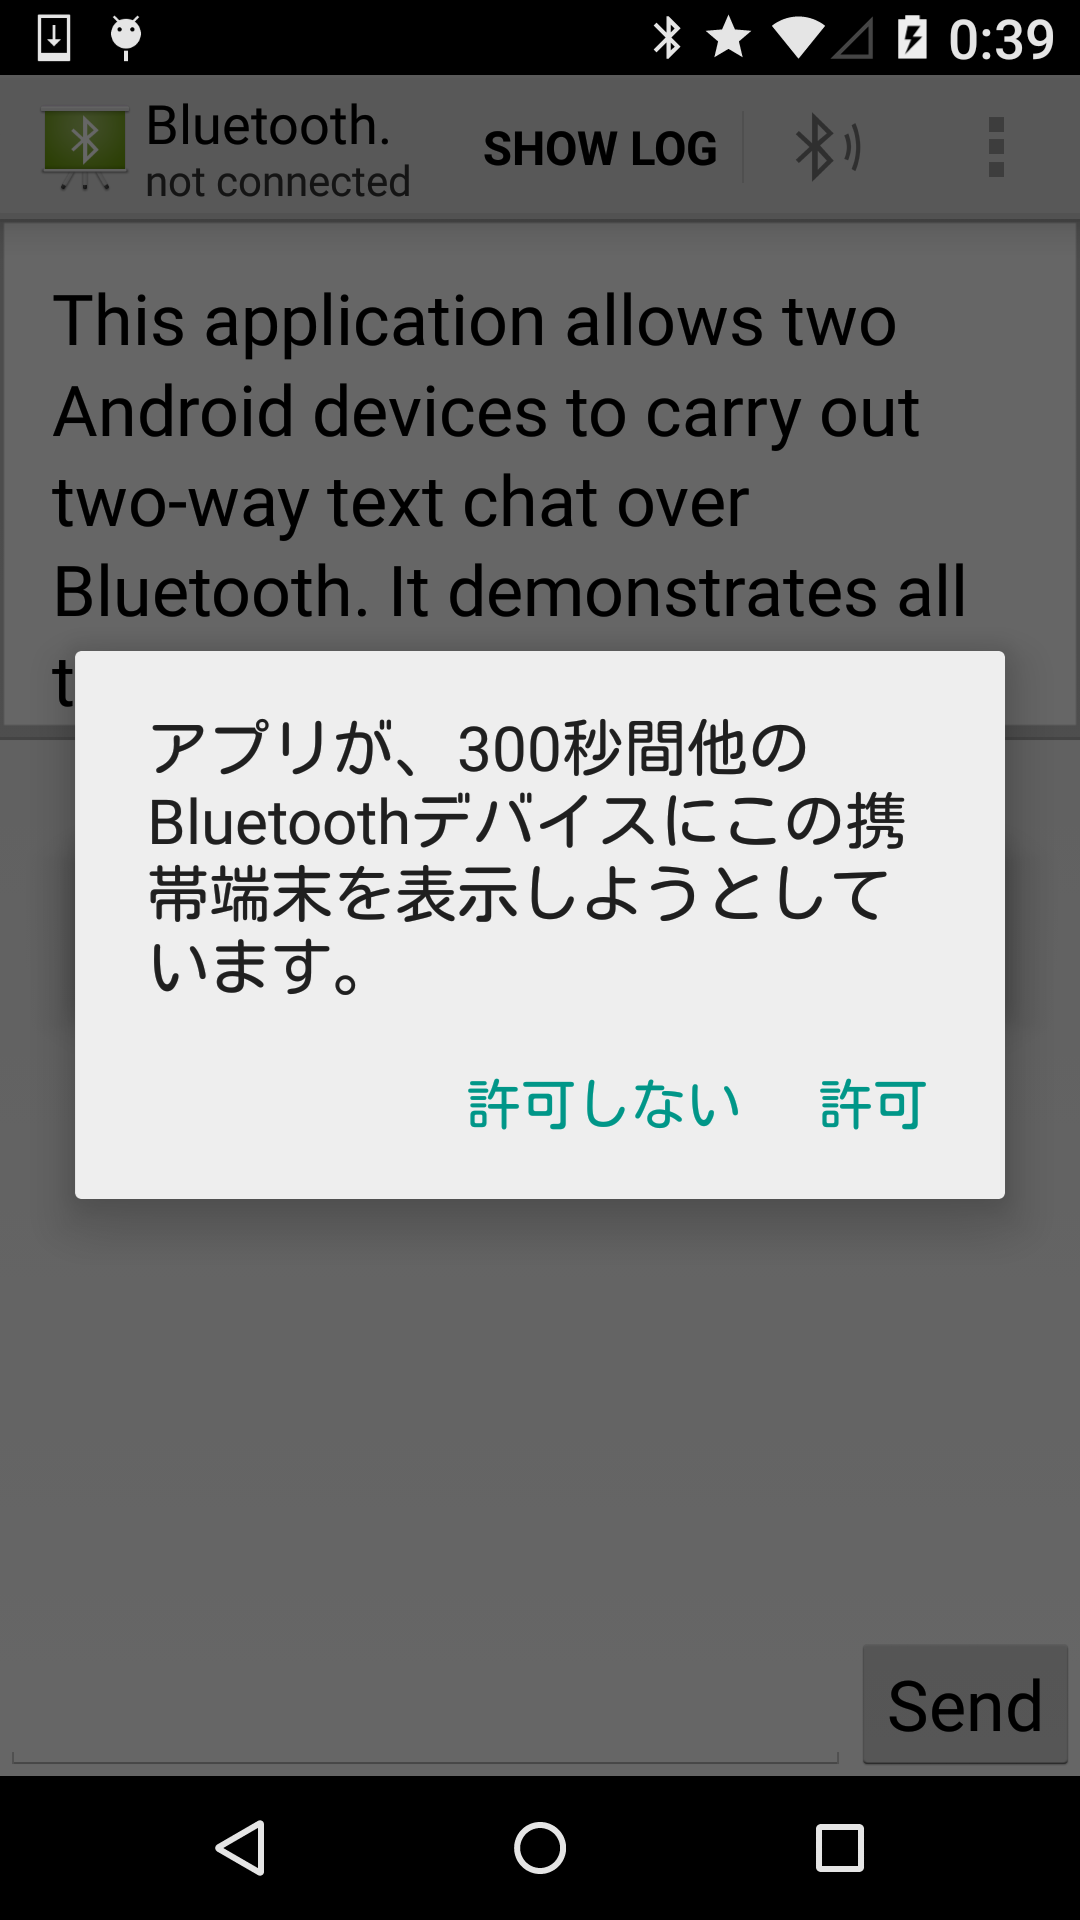 0:39
Bluetooth.
not connected
SHOW LOG
This application allows two
Android devices to carry out
two-way text chat over
Bluetooth. It demonstrates all
アプリが、300秒間他の
Bluetoothデバイスにこの携
帯端末を表示しようとして
います。
許可しない 許可
Send